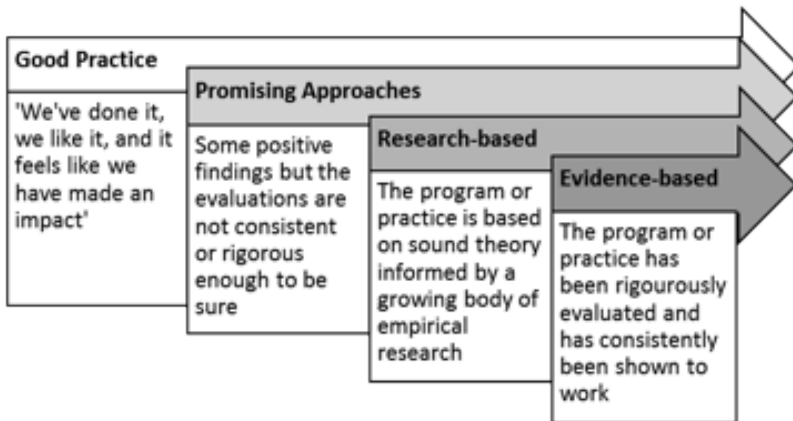 Good Practice
'We've done it,
we like it, and it
feels like we
have made an
impact'
Promising Approaches
Some positive
findings but the
evaluations are
not consistent
or rigorous
enough to be
sure
Research-based
The program or
practice is based
on sound theory
informed by a
growing body of
empirical
research
Evidence-based
The program or
practice has
been rigourously
evaluated and
has consistently
been shown to
work